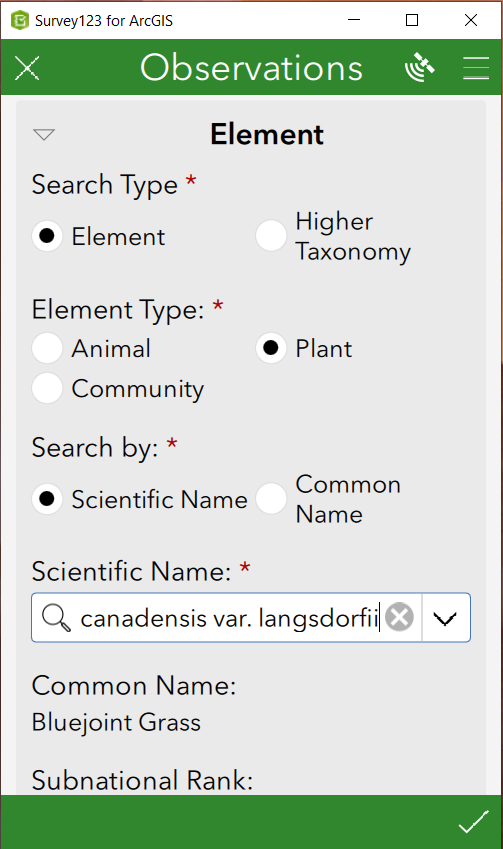 Survey123 for ArcGIS
Observations
Element
Search Type *
Element
Higher
Taxonomy
Element Type: *
Animal
Plant
Community
Search by: *
Scientific Name
Common
Name
Scientific Name: *
canadensis var. langsdorfii
Common Name:
Bluejoint Grass
Subnational Rank: